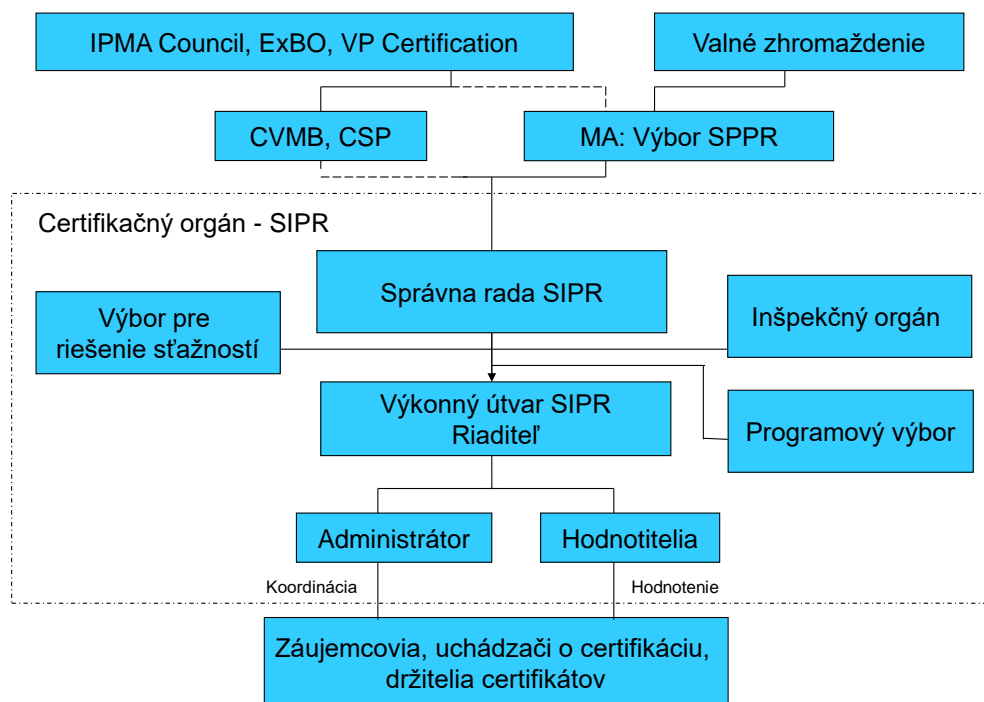 IPMA Council, ExBO, VP Certification
Valné zhromaždenie
CVMB, CSP
MA: Výbor SPPR
Certifikačný orgán - SIPR
Správna rada SIPR
Výbor pre
riešenie sťažností
Inšpekčný orgán
Výkonný útvar SIPR
Riaditeľ
Programový výbor
Administrátor
Hodnotitelia
Koordinácia
Hodnotenie
Záujemcovia, uchádzači o certifikáciu,
držitelia certifikátov